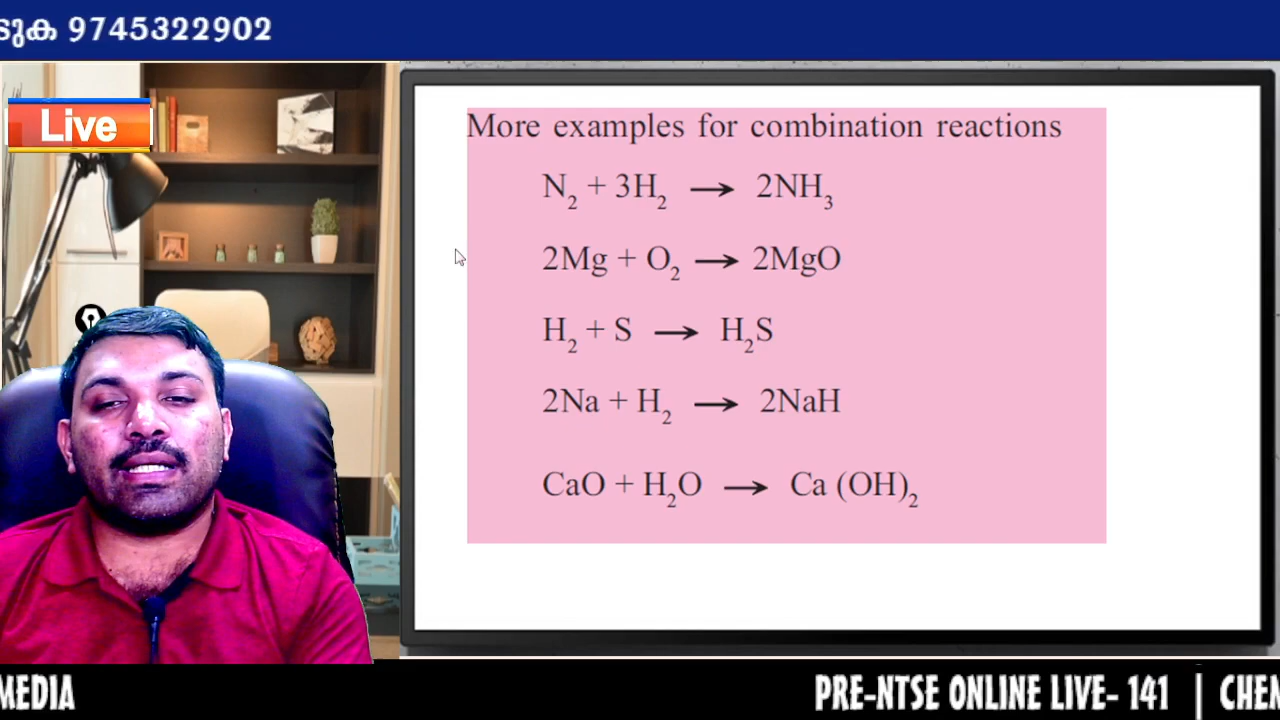 ടുക 9745322902
Live
More examples for combination reactions
N₂ + 3H₂ → 2NH₃
2Mg + O₂ → 2MgO
H₂ + S → H₂S
2Na + H₂ → 2NaH
CaO + H₂O → Ca (OH)₂
MEDIA
PRE-NTSE ONLINE LIVE- 141 | CHEM